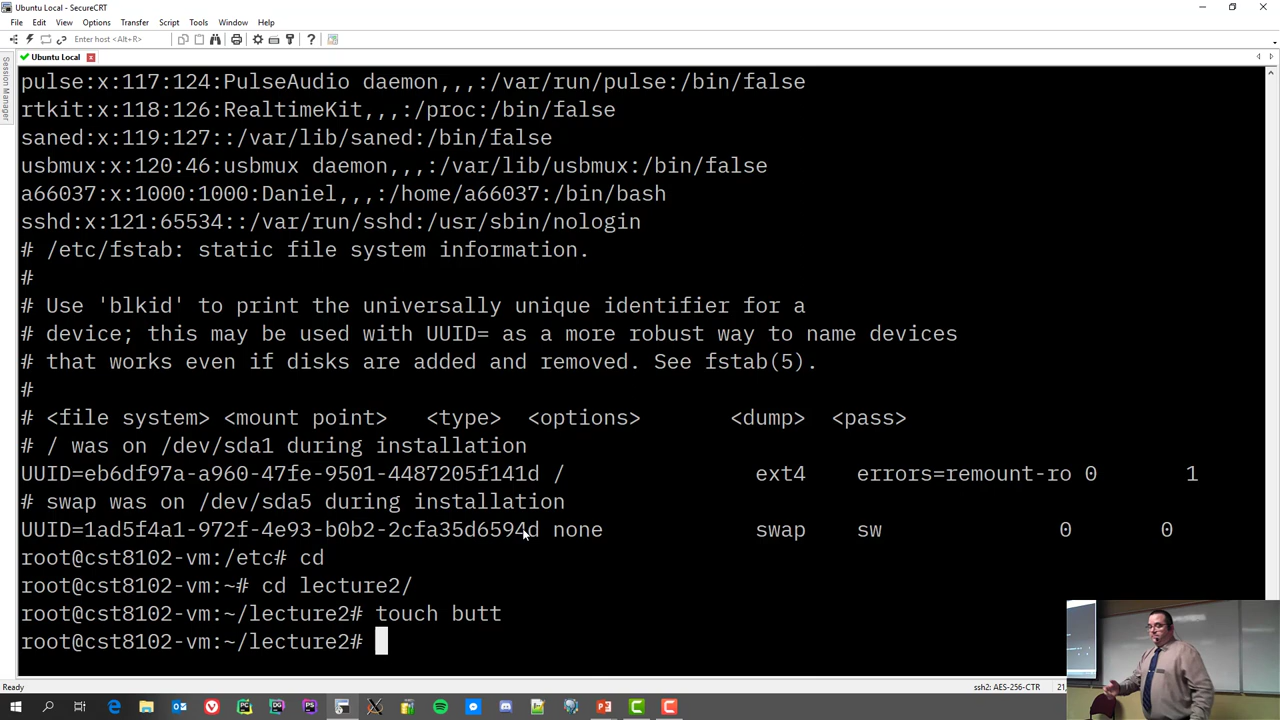 Ubuntu Local - SecureCRT
File Edit View Options Transfer Script Tools Window Help
Enter host <Alt+R>
Session Manager
Ubuntu Local
pulse:x:117:124:PulseAudio daemon,,,:/var/run/pulse:/bin/false
rtkit:x:118:126:RealtimeKit,,,:/proc:/bin/false
saned:x:119:127::/var/lib/saned:/bin/false
usbmux:x:120:46:usbmux daemon,,,:/var/lib/usbmux:/bin/false
a66037:x:1000:1000:Daniel,,,:/home/a66037:/bin/bash
sshd:x:121:65534::/var/run/sshd:/usr/sbin/nologin
# /etc/fstab: static file system information.
#
# Use 'blkid' to print the universally unique identifier for a
# device; this may be used with UUID= as a more robust way to name devices
# that works even if disks are added and removed. See fstab(5).
#
# <file system> <mount point>   <type>  <options>       <dump>  <pass>
# / was on /dev/sda1 during installation
UUID=eb6df97a-a960-47fe-9501-4487205f141d /               ext4    errors=remount-ro 0       1
# swap was on /dev/sda5 during installation
UUID=1ad5f4a1-972f-4e93-b0b2-2cfa35d6594d none            swap    sw              0       0
root@cst8102-vm:/etc# cd
root@cst8102-vm:~# cd lecture2/
root@cst8102-vm:~/lecture2# touch butt
root@cst8102-vm:~/lecture2#
Ready
ssh2: AES-256-CTR
21,